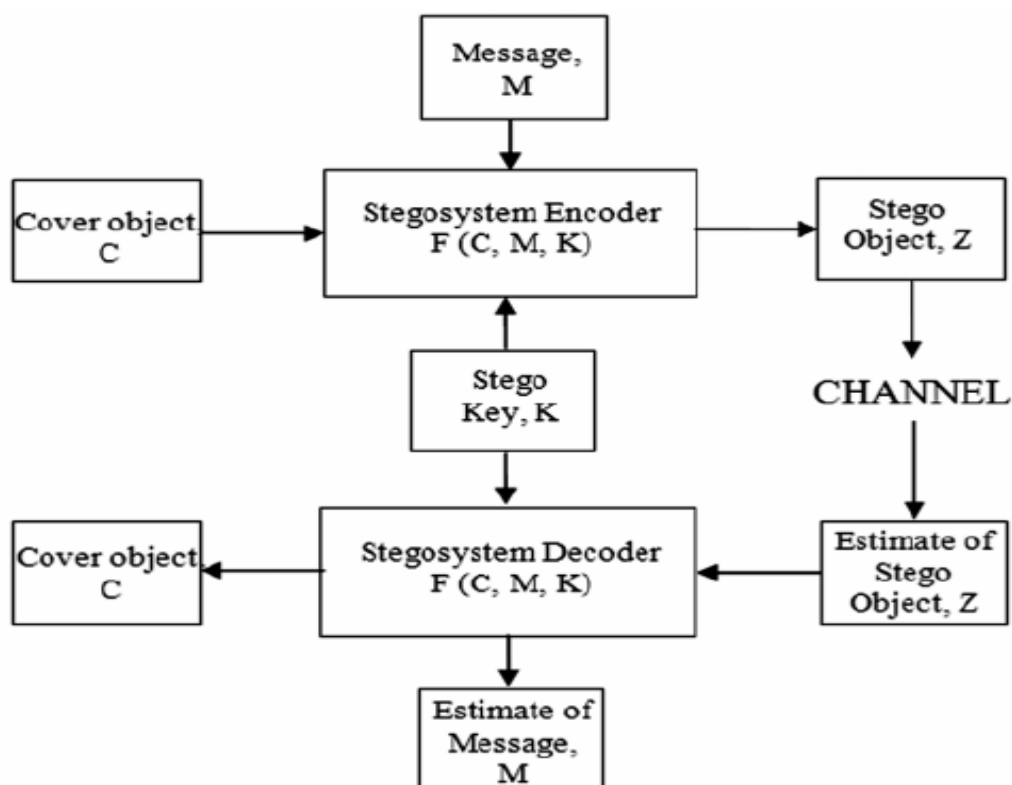 Message,
M
Cover object
C
Stegosystem Encoder
F (C, M, K)
Stego
Object, Z
Stego
Key, K
CHANNEL
Cover object
C
Stegosystem Decoder
F (C, M, K)
Estimate of
Stego
Object, Z
Estimate of
Message,
M